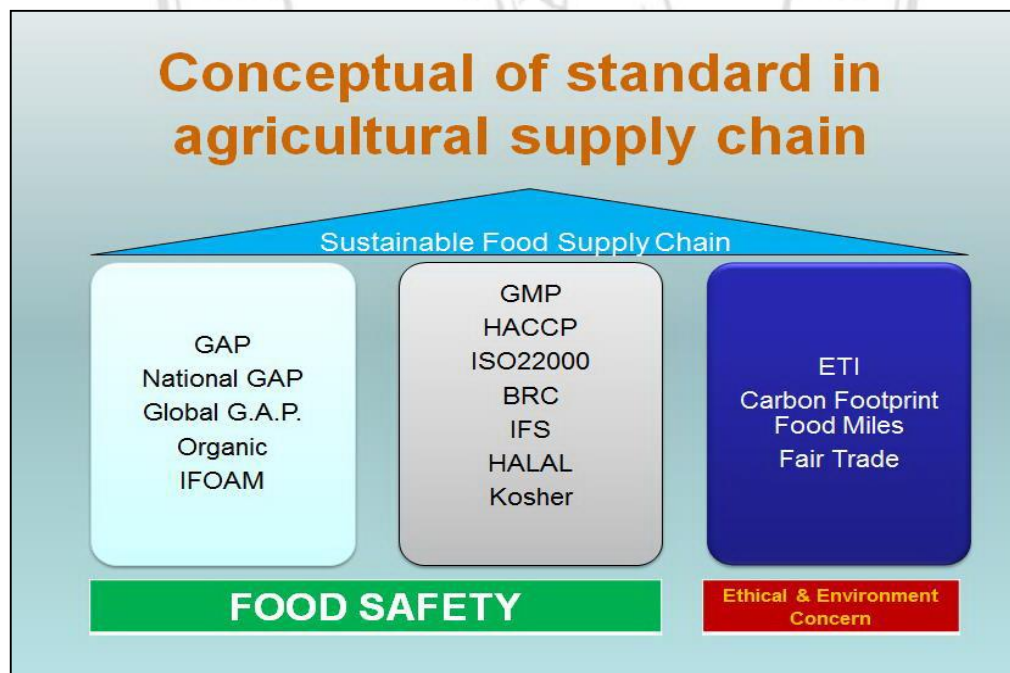 Conceptual of standard in
agricultural supply chain
Sustainable Food Supply Chain
GAP
National GAP
Global G.A.P.
Organic
IFOAM
GMP
HACCP
ISO22000
BRC
IFS
HALAL
Kosher
ETI
Carbon Footprint
Food Miles
Fair Trade
FOOD SAFETY
Ethical & Environment
Concern